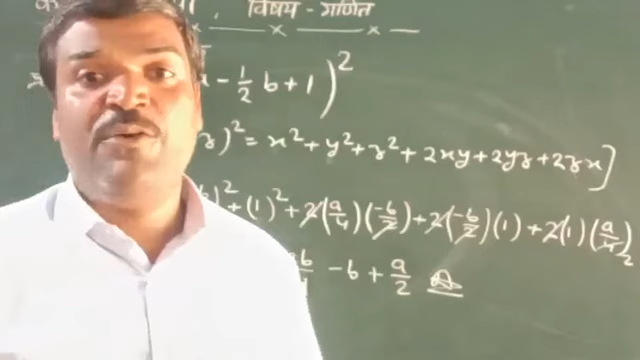 विषय - गणित
- 1/2 b + 1 )²
)² = x² + y² + z² + 2xy + 2yz + 2zx ]
)² + (1)² + 2(a/4)(-b/2) + 2(-b/2)(1) + 2(1)(a/4)
2
- b + a/2